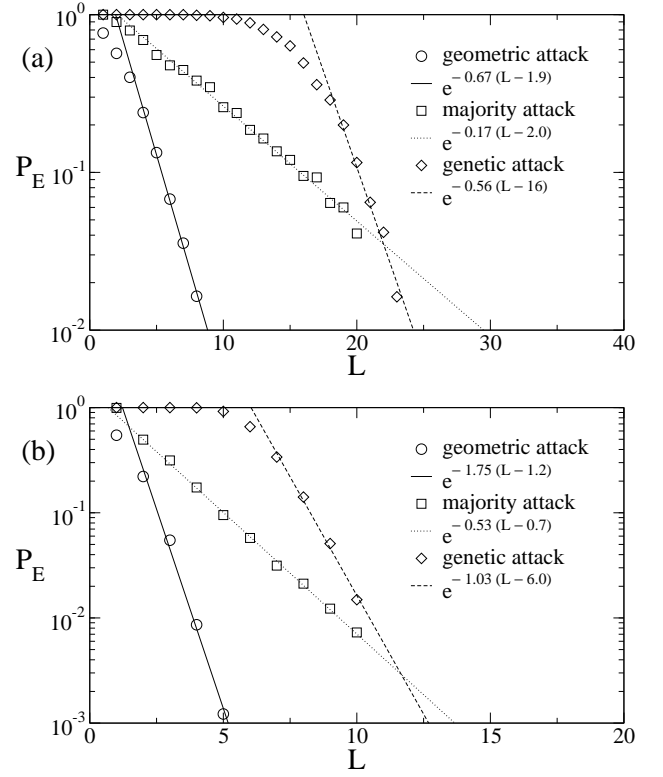 (a)
10^0
10^-1
10^-2
P_E
geometric attack
e^{- 0.67 (L - 1.9)}
majority attack
e^{- 0.17 (L - 2.0)}
genetic attack
e^{- 0.56 (L - 16)}
0 10 20 30 40
L
(b)
10^0
10^-1
10^-2
10^-3
P_E
geometric attack
e^{- 1.75 (L - 1.2)}
majority attack
e^{- 0.53 (L - 0.7)}
genetic attack
e^{- 1.03 (L - 6.0)}
0 5 10 15 20
L